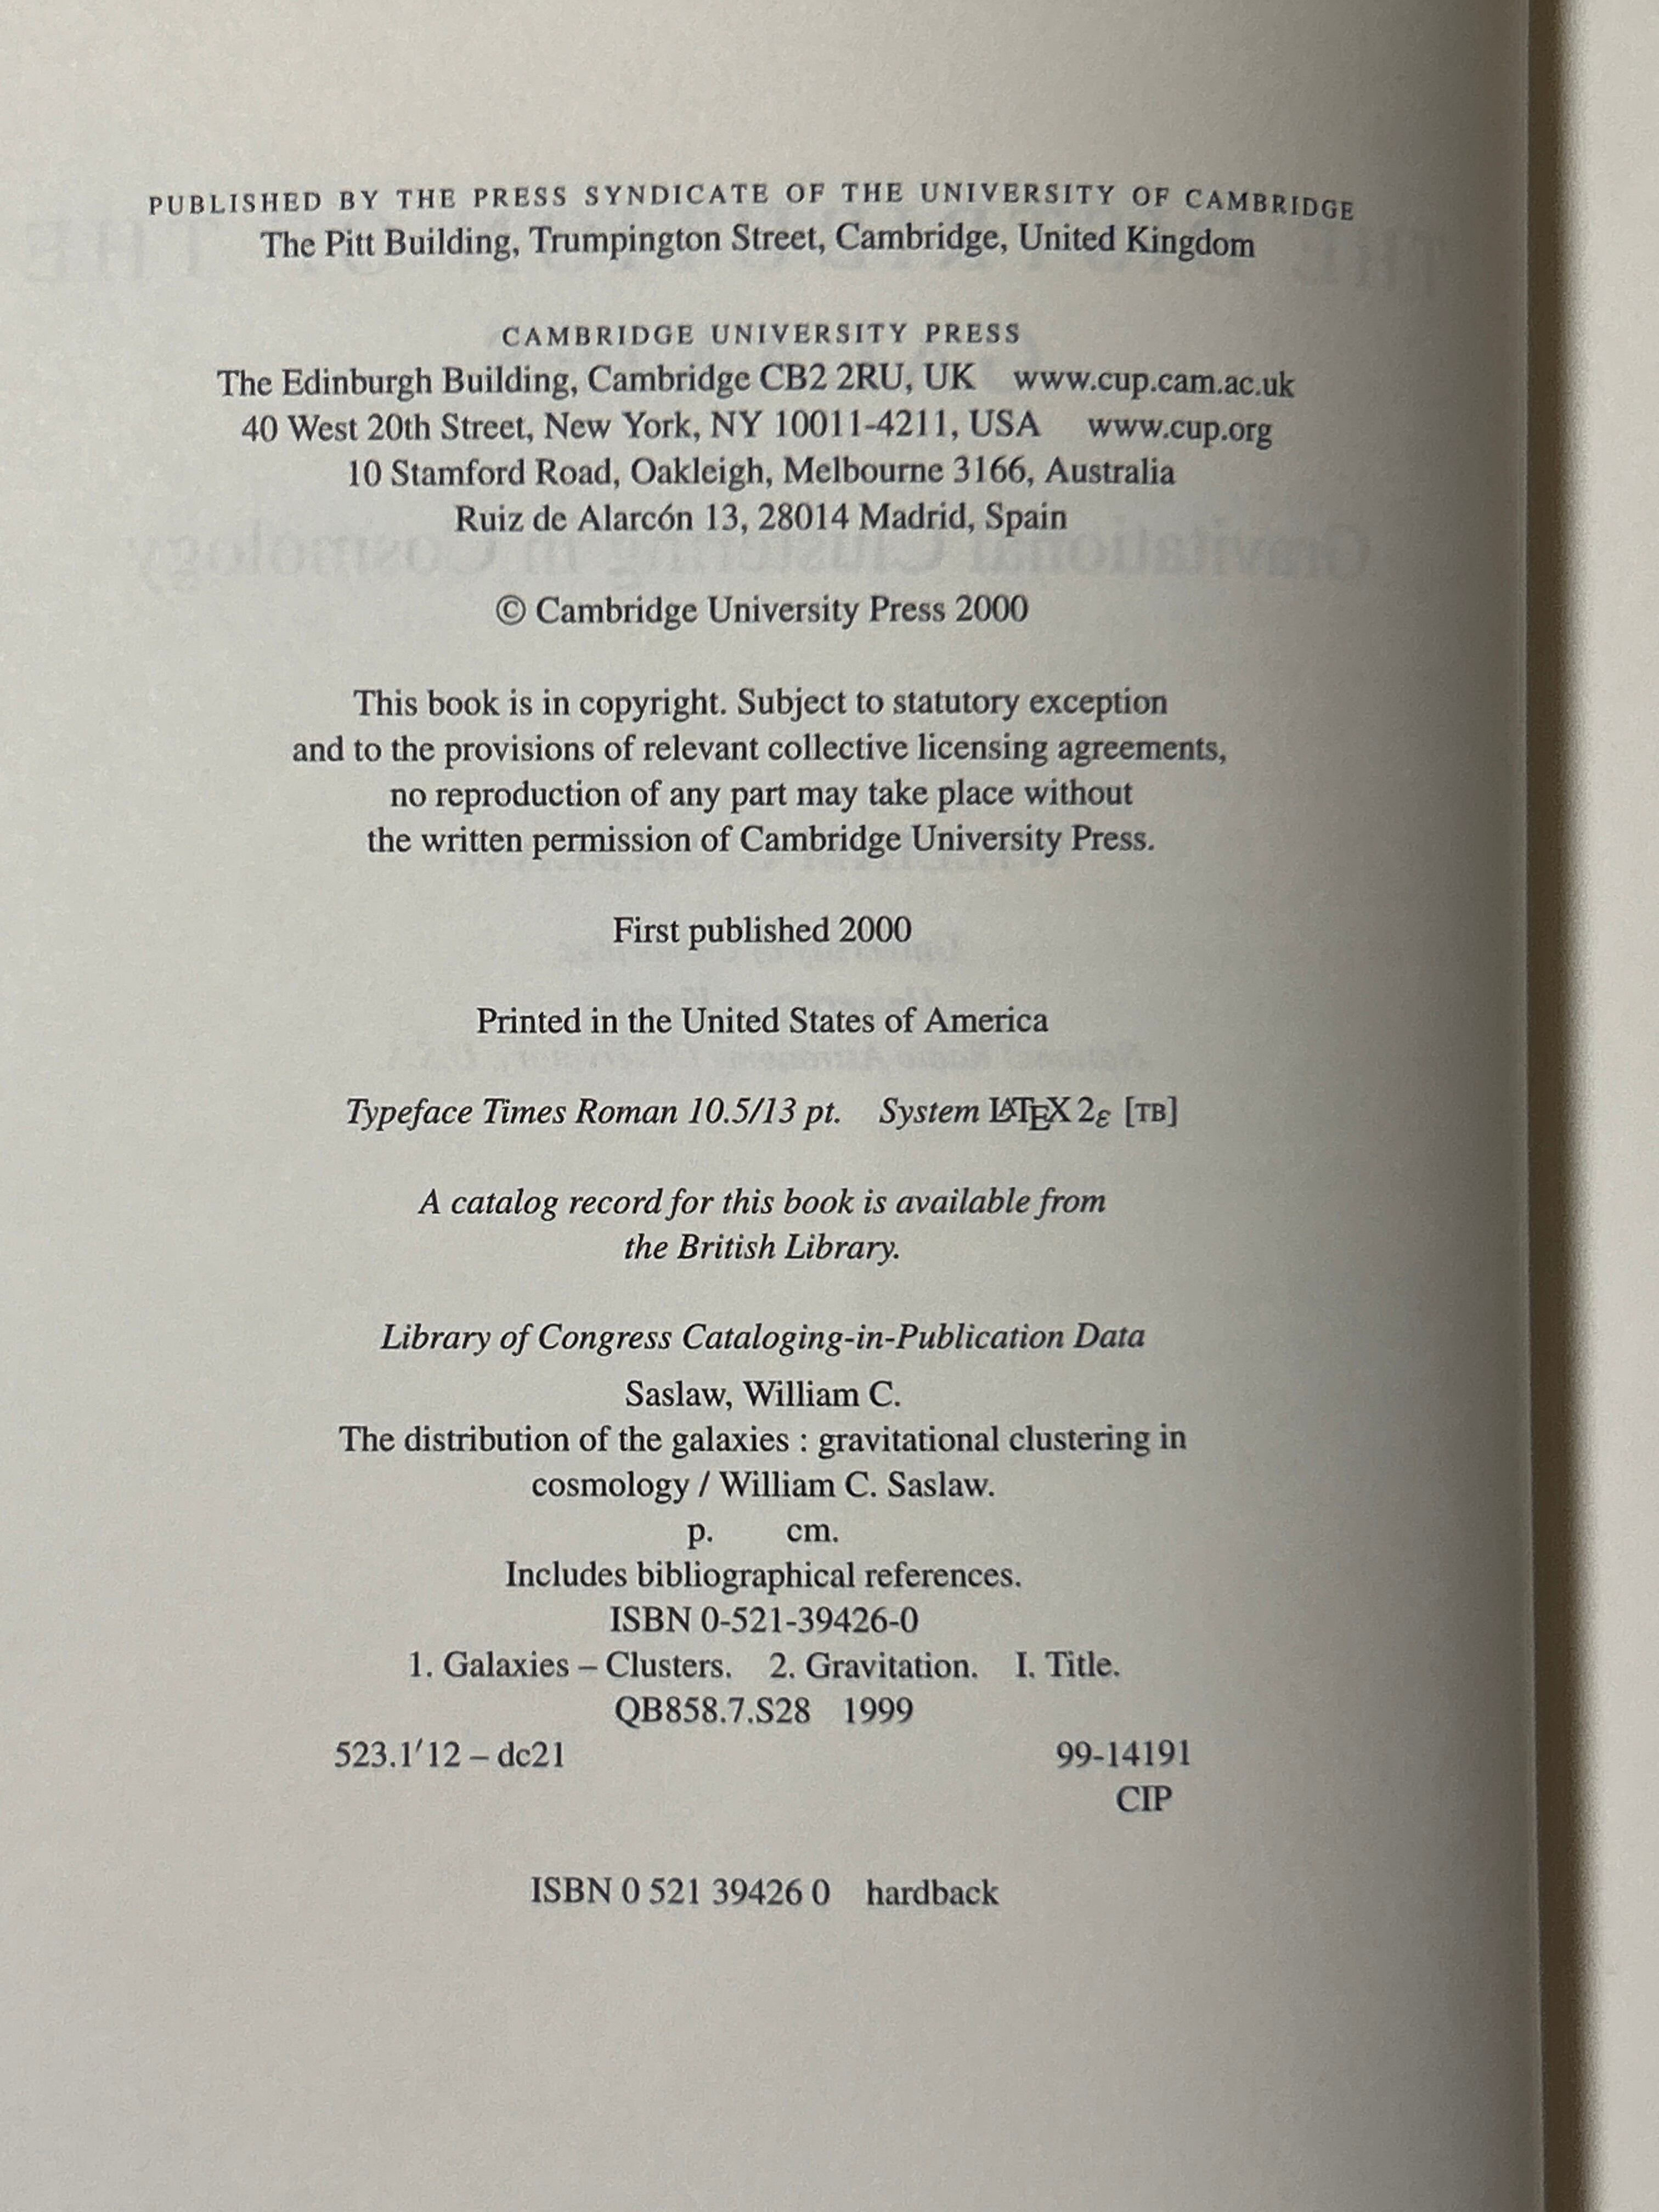 PUBLISHED BY THE PRESS SYNDICATE OF THE UNIVERSITY OF CAMBRIDGE
The Pitt Building, Trumpington Street, Cambridge, United Kingdom
CAMBRIDGE UNIVERSITY PRESS
The Edinburgh Building, Cambridge CB2 2RU, UK www.cup.cam.ac.uk
40 West 20th Street, New York, NY 10011-4211, USA www.cup.org
10 Stamford Road, Oakleigh, Melbourne 3166, Australia
Ruiz de Alarcón 13, 28014 Madrid, Spain
© Cambridge University Press 2000
This book is in copyright. Subject to statutory exception
and to the provisions of relevant collective licensing agreements,
no reproduction of any part may take place without
the written permission of Cambridge University Press.
First published 2000
Printed in the United States of America
Typeface Times Roman 10.5/13 pt. System LATEX 2ε [TB]
A catalog record for this book is available from
the British Library.
Library of Congress Cataloging-in-Publication Data
Saslaw, William C.
The distribution of the galaxies : gravitational clustering in
cosmology / William C. Saslaw.
p. cm.
Includes bibliographical references.
ISBN 0-521-39426-0
1. Galaxies – Clusters. 2. Gravitation. I. Title.
QB858.7.S28 1999
523.1′12 – dc21 99-14191
CIP
ISBN 0 521 39426 0 hardback